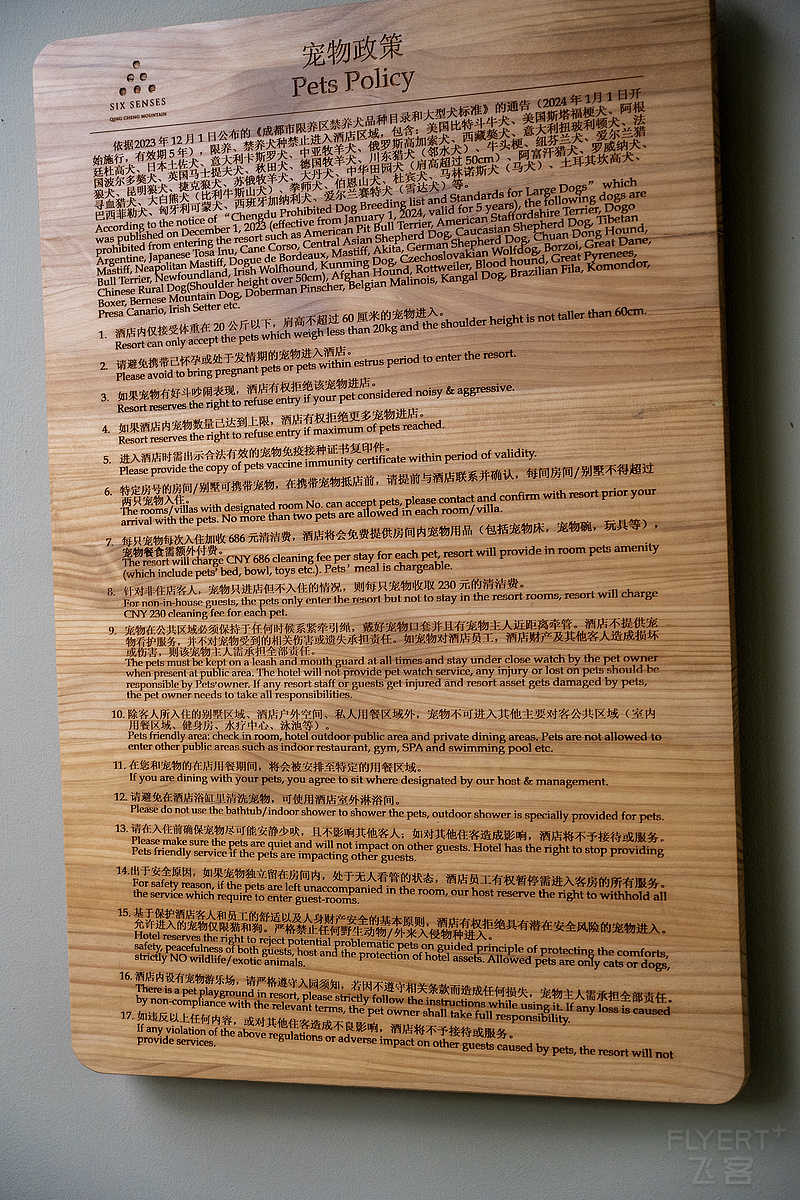 宠物政策
Pets Policy
SIX SENSES
QING CHENG MOUNTAIN
依据2023 年 12 月 1 日公布的《成都市限养区禁养犬品种目录和大型犬标准》的通告（2024 年 1 月 1 日开
始施行，有效期 5 年），限养、禁养犬种禁止进入酒店区域，包含：美国比特斗牛犬、美国斯塔福梗犬、阿根
廷杜高犬、日本土佐犬、意大利卡斯罗犬、中亚牧羊犬、俄罗斯高加索犬、西藏獒犬、意大利扭玻利顿犬、法
国波尔多獒犬、英国马士提夫犬、秋田犬、德国牧羊犬、川东猎犬、牛头梗、纽芬兰犬、爱尔兰猎
狼犬、昆明狼犬、捷克狼犬、苏俄牧羊犬、大丹犬、中华田园犬（肩高超过 50cm）、阿富汗猎犬、罗威纳犬、
寻血猎犬、大白熊犬（比利牛斯山犬）、拳师犬、伯恩山犬、杜宾犬、马林诺斯犬（马犬）、土耳其坎高犬、
巴西菲勒犬、匈牙利可蒙犬、西班牙加纳利犬、爱尔兰赛特犬（雪达犬）等。
According to the notice of “Chengdu Prohibited Dog Breeding list and Standards for Large Dogs” which
was published on December 1, 2023 (effective from January 1, 2024, valid for 5 years), the following dogs are
prohibited from entering the resort such as American Pit Bull Terrier, American Staffordshire Terrier, Dogo
Argentine, Japanese Tosa Inu, Cane Corso, Central Asian Shepherd Dog, Caucasian Shepherd Dog, Tibetan
Mastiff, Neapolitan Mastiff, Dogue de Bordeaux, Mastiff, Akita, German Shepherd Dog, Chuan Dong Hound,
Bull Terrier, Newfoundland, Irish Wolfhound, Kunming Dog, Czechoslovakian Wolfdog, Borzoi, Great Dane,
Chinese Rural Dog(Shoulder height over 50cm), Afghan Hound, Rottweiler, Blood hound, Great Pyrenees,
Boxer, Bernese Mountain Dog, Doberman Pinscher, Belgian Malinois, Kangal Dog, Brazilian Fila, Komondor,
Presa Canario, Irish Setter etc.
1. 酒店内仅接受体重在 20 公斤以下，肩高不超过 60 厘米的宠物进入。
Resort can only accept the pets which weigh less than 20kg and the shoulder height is not taller than 60cm.
2. 请避免携带已怀孕或处于发情期的宠物进入酒店。
Please avoid to bring pregnant pets or pets within estrus period to enter the resort.
3. 如果宠物有好斗吵闹表现，酒店有权拒绝该宠物进店。
Resort reserves the right to refuse entry if your pet considered noisy & aggressive.
4. 如果酒店内宠物数量已达到上限，酒店有权拒绝更多宠物进店。
Resort reserves the right to refuse entry if maximum of pets reached.
5. 进入酒店时需出示合法有效的宠物免疫接种证书复印件。
Please provide the copy of pets vaccine immunity certificate within period of validity.
6. 特定房号的房间/别墅可携带宠物，在携带宠物抵店前，请提前与酒店联系并确认，每间房间/别墅不得超过
两只宠物入住。
The rooms/villas with designated room No. can accept pets, please contact and confirm with resort prior your
arrival with the pets. No more than two pets are allowed in each room/villa.
7. 每只宠物每次入住加收 686 元清洁费，酒店将会免费提供房间内宠物用品（包括宠物床，宠物碗，玩具等），
宠物餐食需额外付费。
The resort will charge CNY 686 cleaning fee per stay for each pet, resort will provide in room pets amenity
(which include pets' bed, bowl, toys etc.). Pets’ meal is chargeable.
8. 针对非住店客人，宠物只进店但不入住的情况，则每只宠物收取 230 元的清洁费。
For non-in-house guests, the pets only enter the resort but not to stay in the resort rooms, resort will charge
CNY 230 cleaning fee for each pet.
9. 宠物在公共区域必须保持于任何时候系紧牵引绳，戴好宠物口套并且有宠物主人近距离牵管。酒店不提供宠
物看护服务，并不对宠物受到的相关伤害或遗失承担责任。如宠物对酒店员工，酒店财产及其他客人造成损坏
或伤害，则该宠物主人需承担全部责任。
The pets must be kept on a leash and mouth guard at all times and stay under close watch by the pet owner
when present at public area. The hotel will not provide pet watch service, any injury or lost on pets should be
responsible by Pets'owner. If any resort staff or guests get injured and resort asset gets damaged by pets,
the pet owner needs to take all responsibilities.
10. 除客人所入住的别墅区域、酒店户外空间、私人用餐区域外，宠物不可进入其他主要对客公共区域（室内
用餐区域、健身房、水疗中心、泳池等）。
Pets friendly area: check in room, hotel outdoor public area and private dining areas. Pets are not allowed to
enter other public areas such as indoor restaurant, gym, SPA and swimming pool etc.
11. 在您和宠物的在店用餐期间，将会被安排至特定的用餐区域。
If you are dining with your pets, you agree to sit where designated by our host & management.
12. 请避免在酒店浴缸里清洗宠物，可使用酒店室外淋浴间。
Please do not use the bathtub/indoor shower to shower the pets, outdoor shower is specially provided for pets.
13. 请在入住前确保宠物尽可能安静少吠，且不影响其他客人；如对其他住客造成影响，酒店将不予接待或服务。
Please make sure the pets are quiet and will not impact on other guests. Hotel has the right to stop providing
Pets friendly service if the pets are impacting other guests.
14.出于安全原因，如果宠物独立留在房间内，处于无人看管的状态，酒店员工有权暂停需进入客房的所有服务。
For safety reason, if the pets are left unaccompanied in the room, our host reserve the right to withhold all
the service which require to enter guest-rooms.
15. 基于保护酒店客人和员工的舒适以及人身财产安全的基本原则，酒店有权拒绝具有潜在安全风险的宠物进入。
允许进入的宠物仅限猫和狗。严格禁止任何野生动物/外来入侵物种进入。
Hotel reserves the right to reject potential problematic pets on guided principle of protecting the comforts,
safety, peacefulness of both guests, host and the protection of hotel assets. Allowed pets are only cats or dogs,
strictly NO wildlife/exotic animals.
16. 酒店内设有宠物游乐场，请严格遵守入园须知，若因不遵守相关条款而造成任何损失，宠物主人需承担全部责任。
There is a pet playground in resort, please strictly follow the instructions while using it. If any loss is caused
by non-compliance with the relevant terms, the pet owner shall take full responsibility.
17. 如违反以上任何内容，或对其他住客造成不良影响，酒店将不予接待或服务。
If any violation of the above regulations or adverse impact on other guests caused by pets, the resort will not
provide services.
FLYERT+
飞客